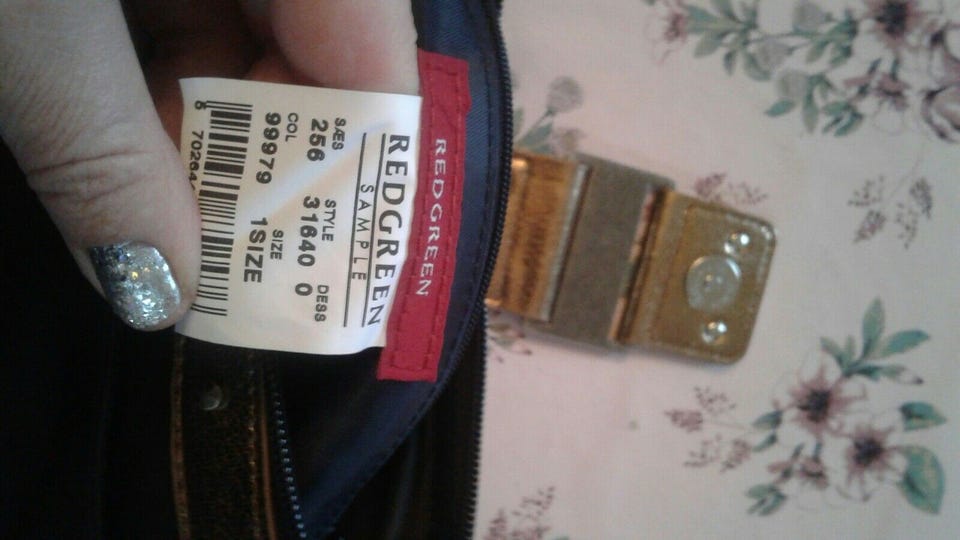 REDGREEN
REDGREEN
SAMPLE
SÆS STYLE DESS
256 31640 0
COL SIZE
99979 1SIZE